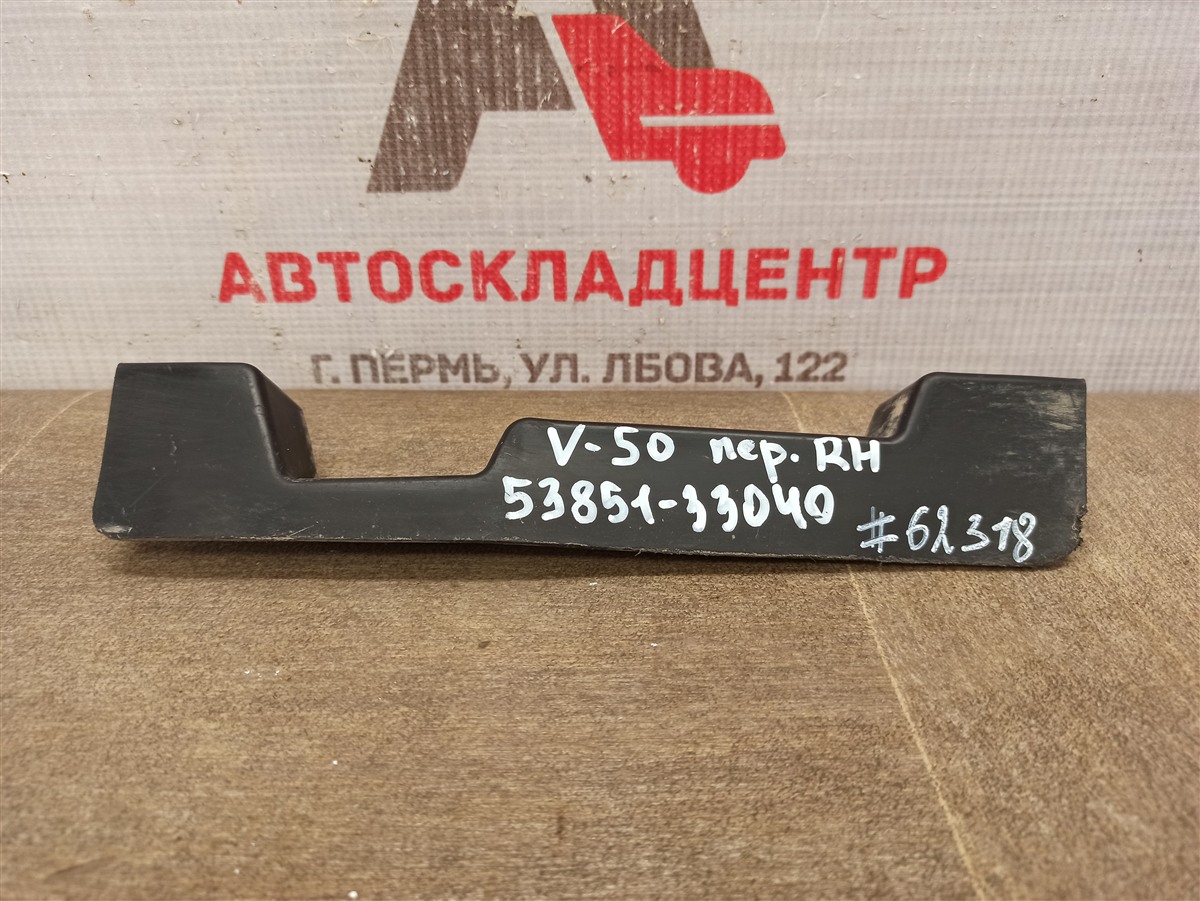 АВТОСКЛАДЦЕНТР
Г. ПЕРМЬ, УЛ. ЛБОВА, 122
V-50 пер. RH
53851-33040
#62318